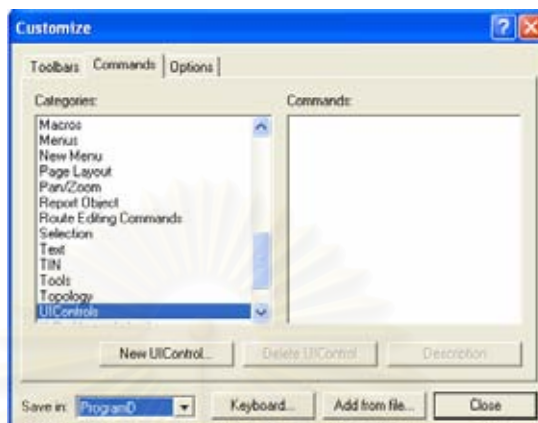 Customize
Toolbars Commands Options
Categories: Commands:
Macros
Menus
New Menu
Page Layout
Pan/Zoom
Report Object
Route Editing Commands
Selection
Text
TIN
Tools
Topology
UIControls
New UIControl... Delete UIControl Description
Save in: ProgramD Keyboard... Add from file... Close